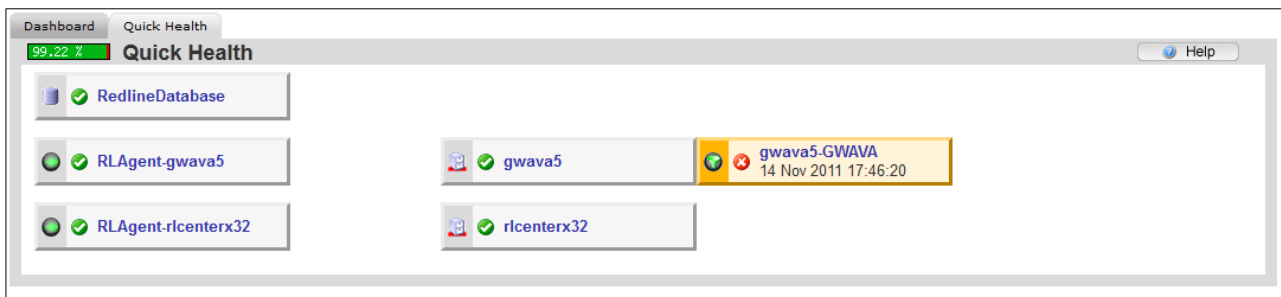 Dashboard Quick Health
99.22 % Quick Health Help
RedlineDatabase
RLAgent-gwava5 gwava5 gwava5-GWAVA
14 Nov 2011 17:46:20
RLAgent-rlcenterx32 rlcenterx32